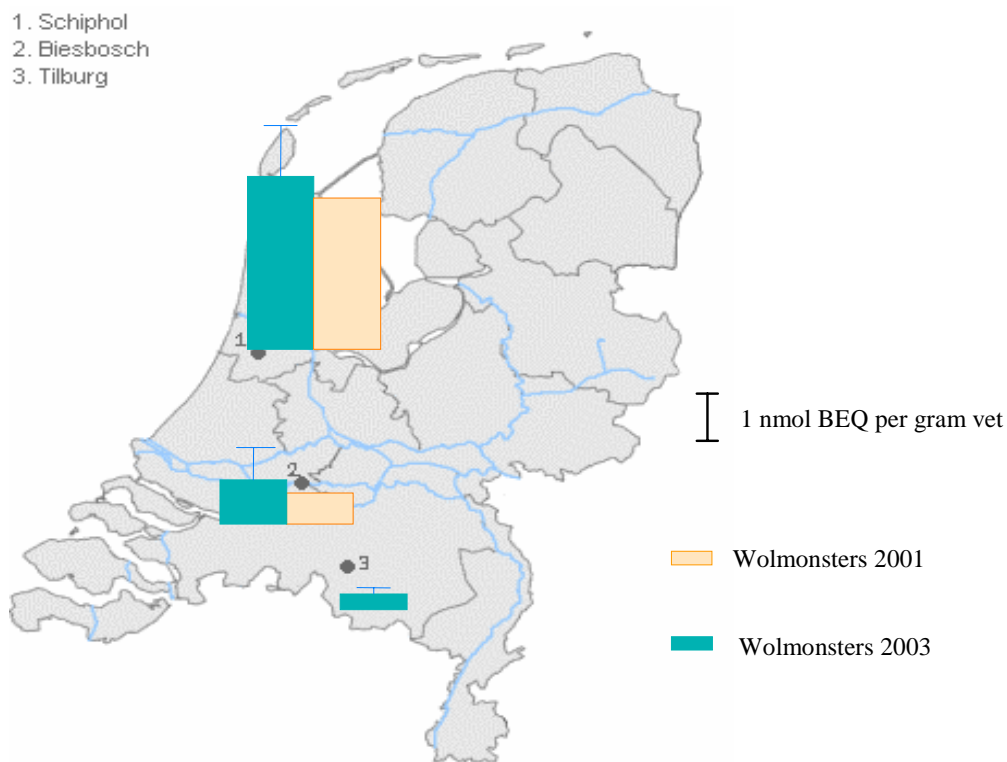 1. Schiphol
2. Biesbosch
3. Tilburg
1
1 nmol BEQ per gram vet
2
Wolmonsters 2001
3
Wolmonsters 2003